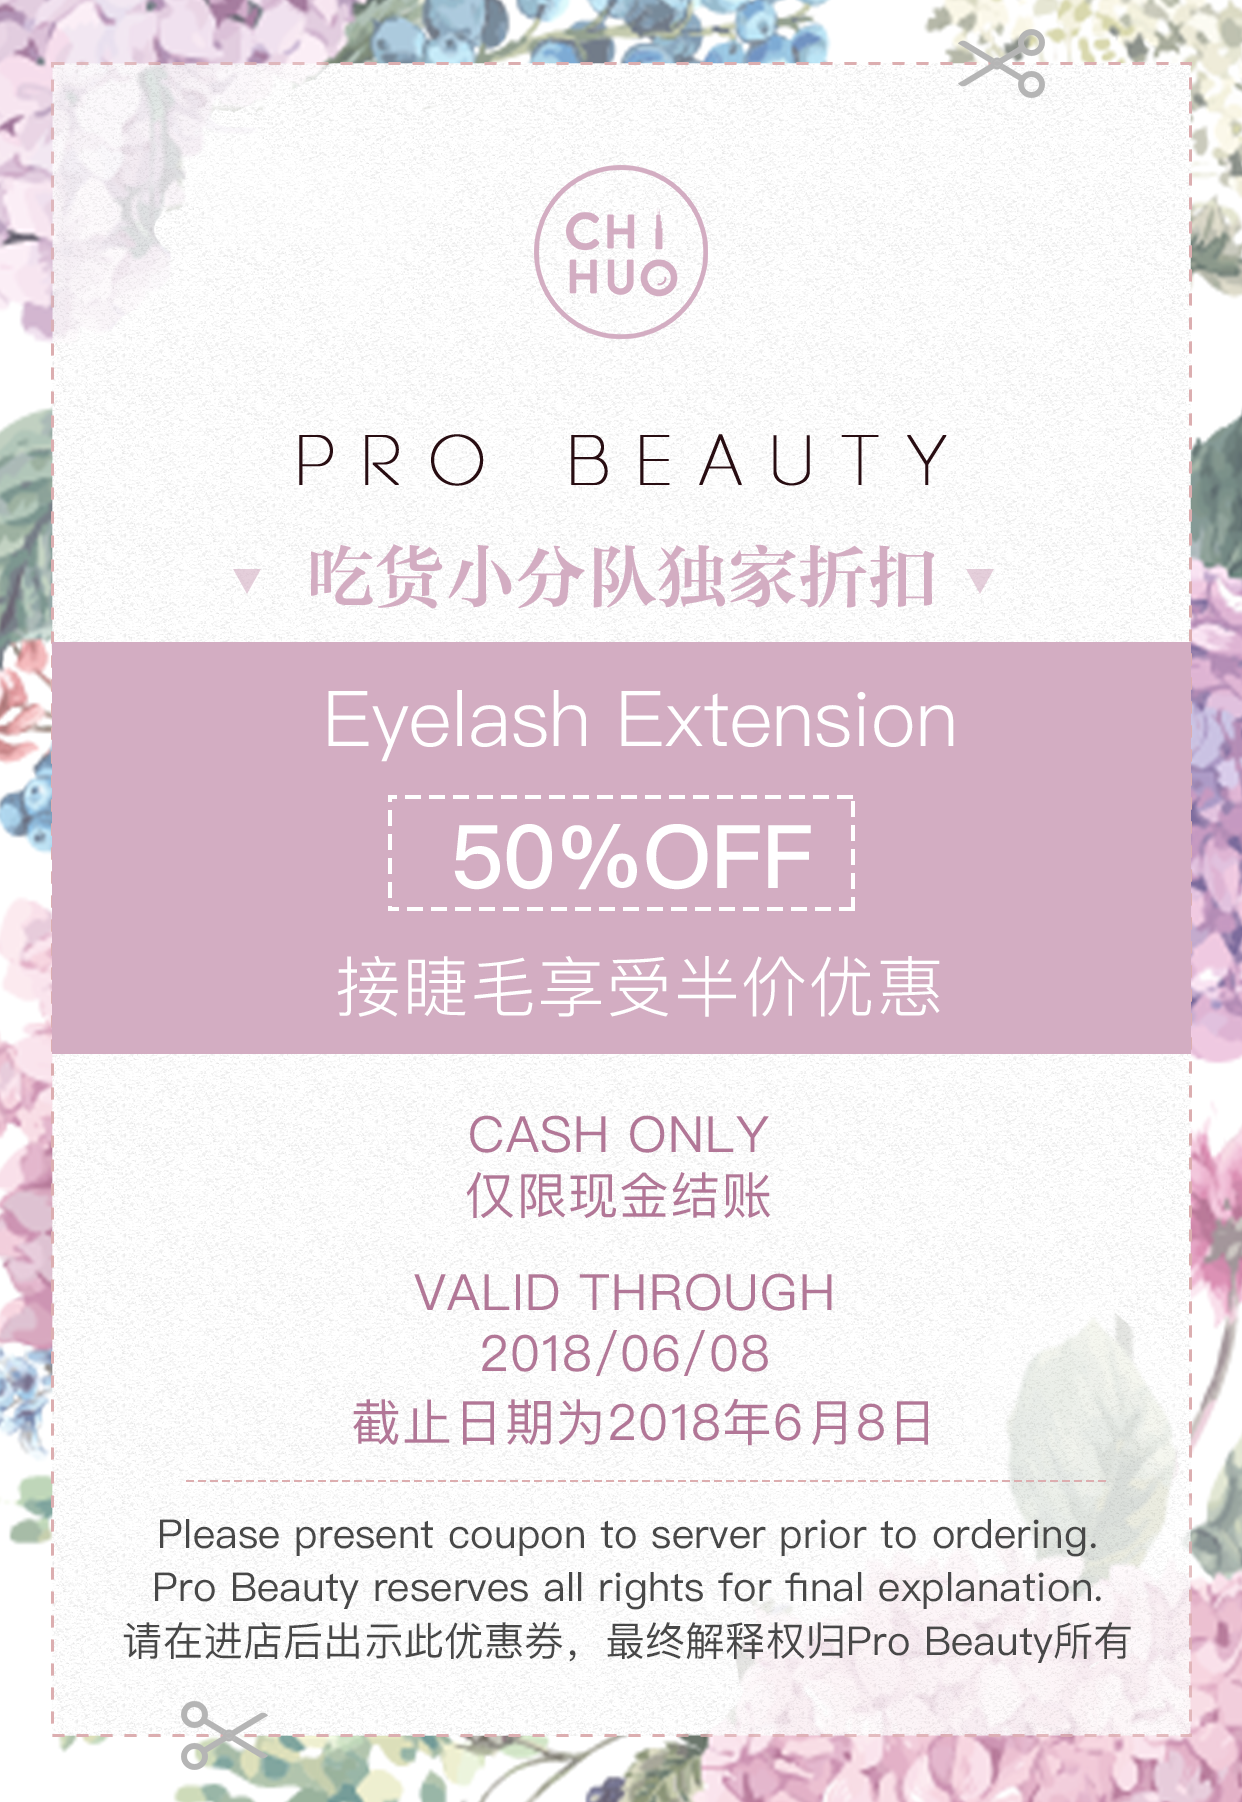 CHI
HUO
PRO BEAUTY
吃货小分队独家折扣
Eyelash Extension
50%OFF
接睫毛享受半价优惠
CASH ONLY
仅限现金结账
VALID THROUGH
2018/06/08
截止日期为2018年6月8日
Please present coupon to server prior to ordering.
Pro Beauty reserves all rights for final explanation.
请在进店后出示此优惠券，最终解释权归Pro Beauty所有